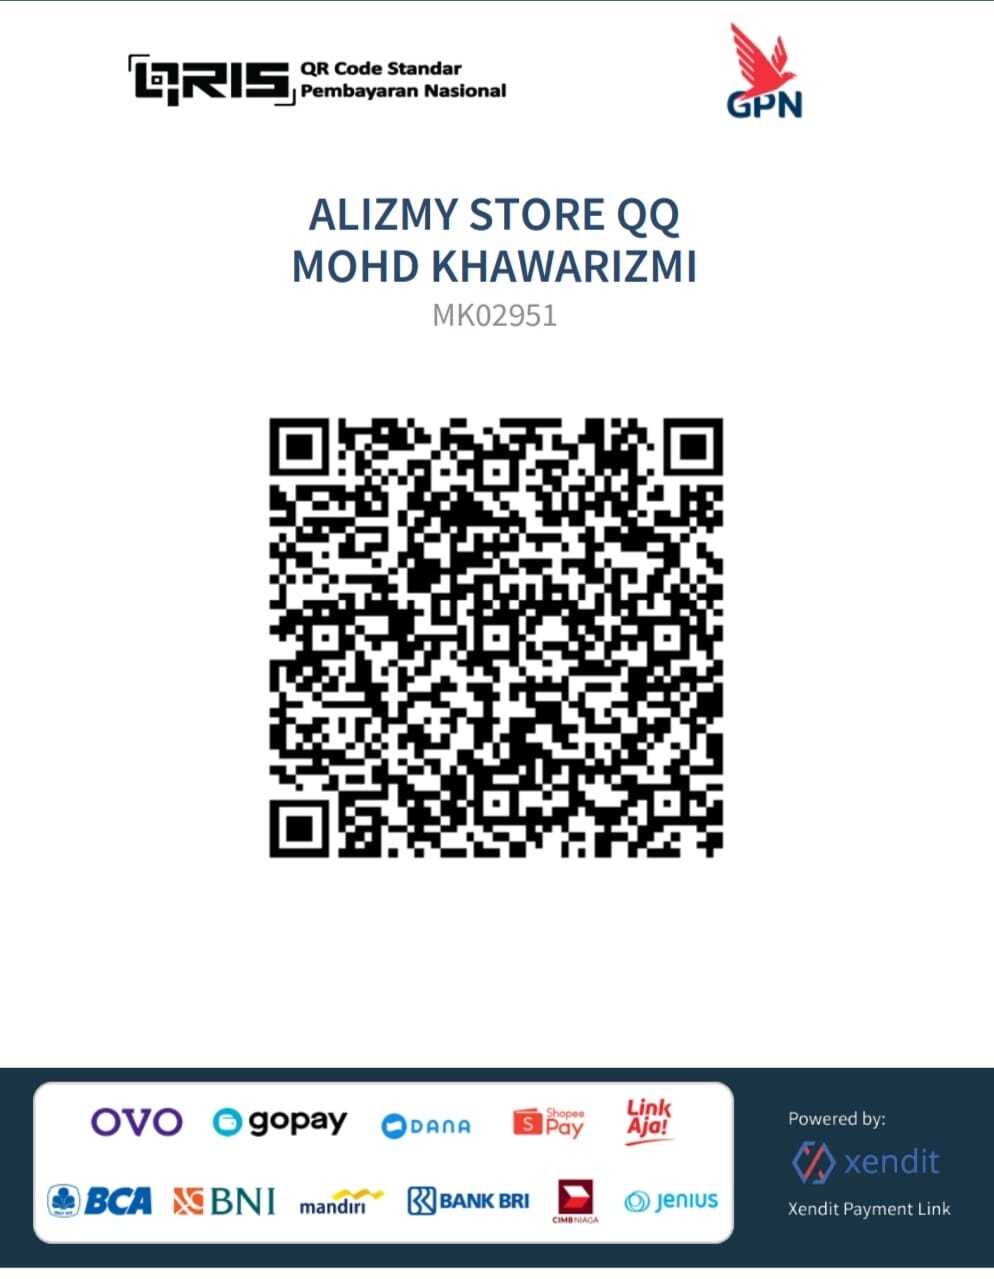 QRIS QR Code Standar
Pembayaran Nasional
GPN
ALIZMY STORE QQ
MOHD KHAWARIZMI
MK02951
OVO gopay DANA Shopee Pay Link Aja!
BCA BNI mandiri BANK BRI CIMB NIAGA Jenius
Powered by:
xendit
Xendit Payment Link